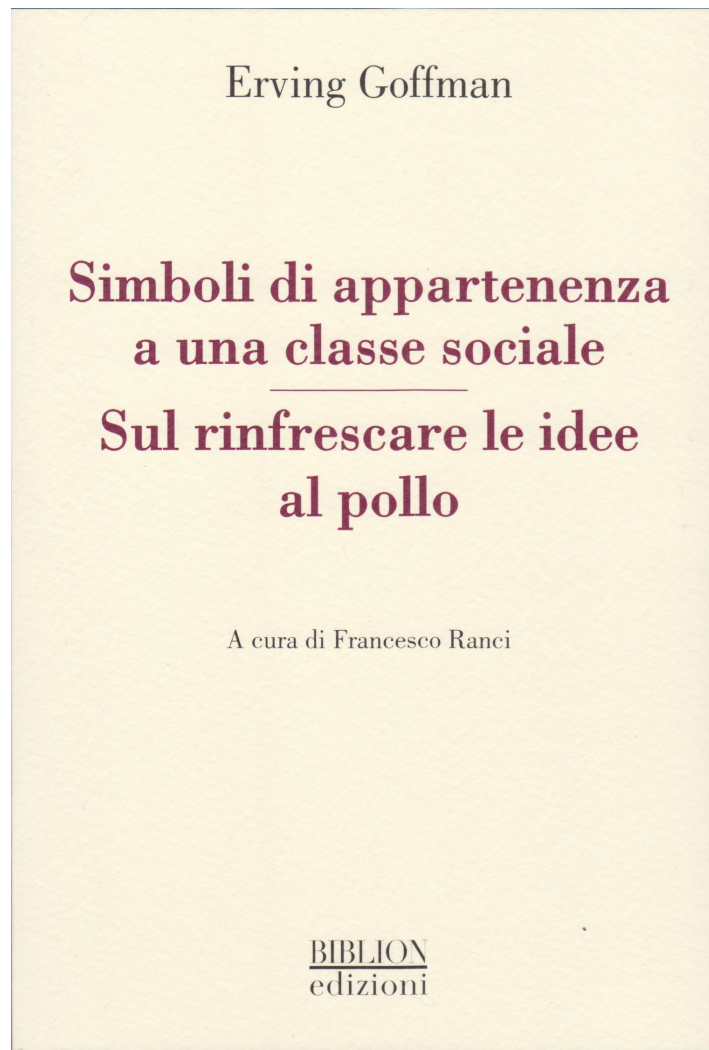 Erving Goffman
Simboli di appartenenza
a una classe sociale
Sul rinfrescare le idee
al pollo
A cura di Francesco Ranci
BIBLION
edizioni